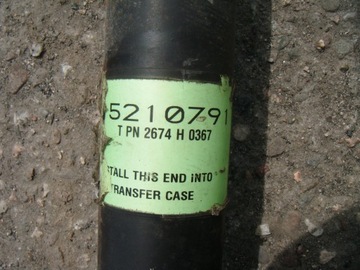 5210791
T PN 2674 H 0367
STALL THIS END INTO
TRANSFER CASE